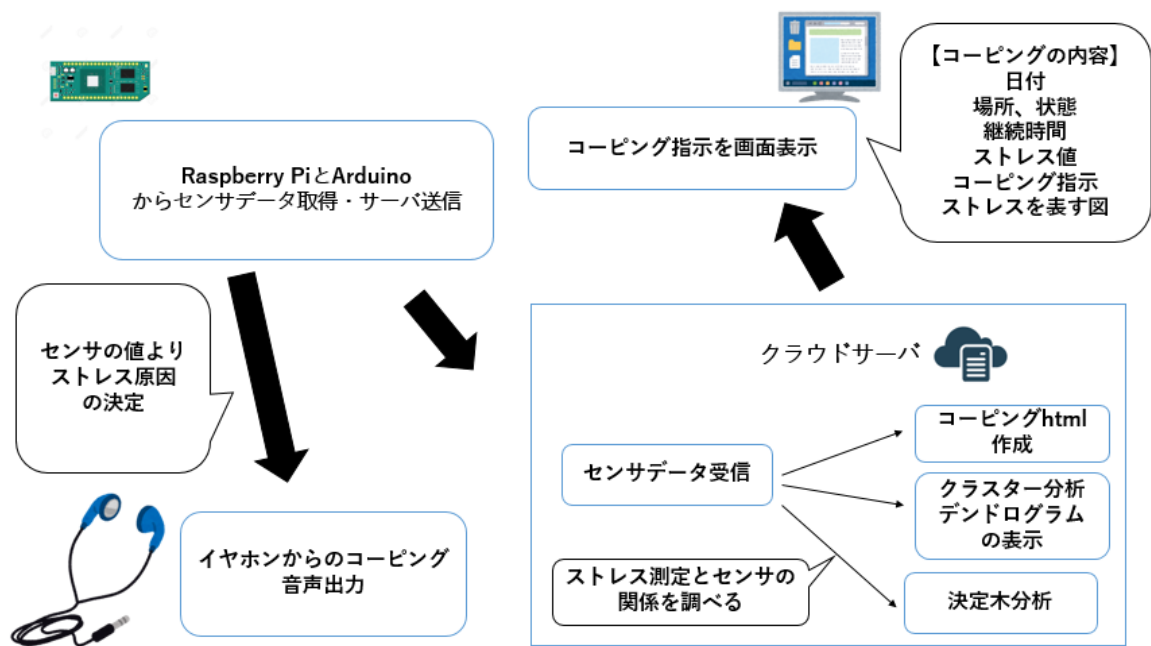 Raspberry PiとArduino
からセンサデータ取得・サーバ送信
センサの値より
ストレス原因
の決定
イヤホンからのコーピング
音声出力
コーピング指示を画面表示
【コーピングの内容】
日付
場所、状態
継続時間
ストレス値
コーピング指示
ストレスを表す図
クラウドサーバ
センサデータ受信
コーピングhtml
作成
クラスター分析
デンドログラム
の表示
ストレス測定とセンサの
関係を調べる
決定木分析